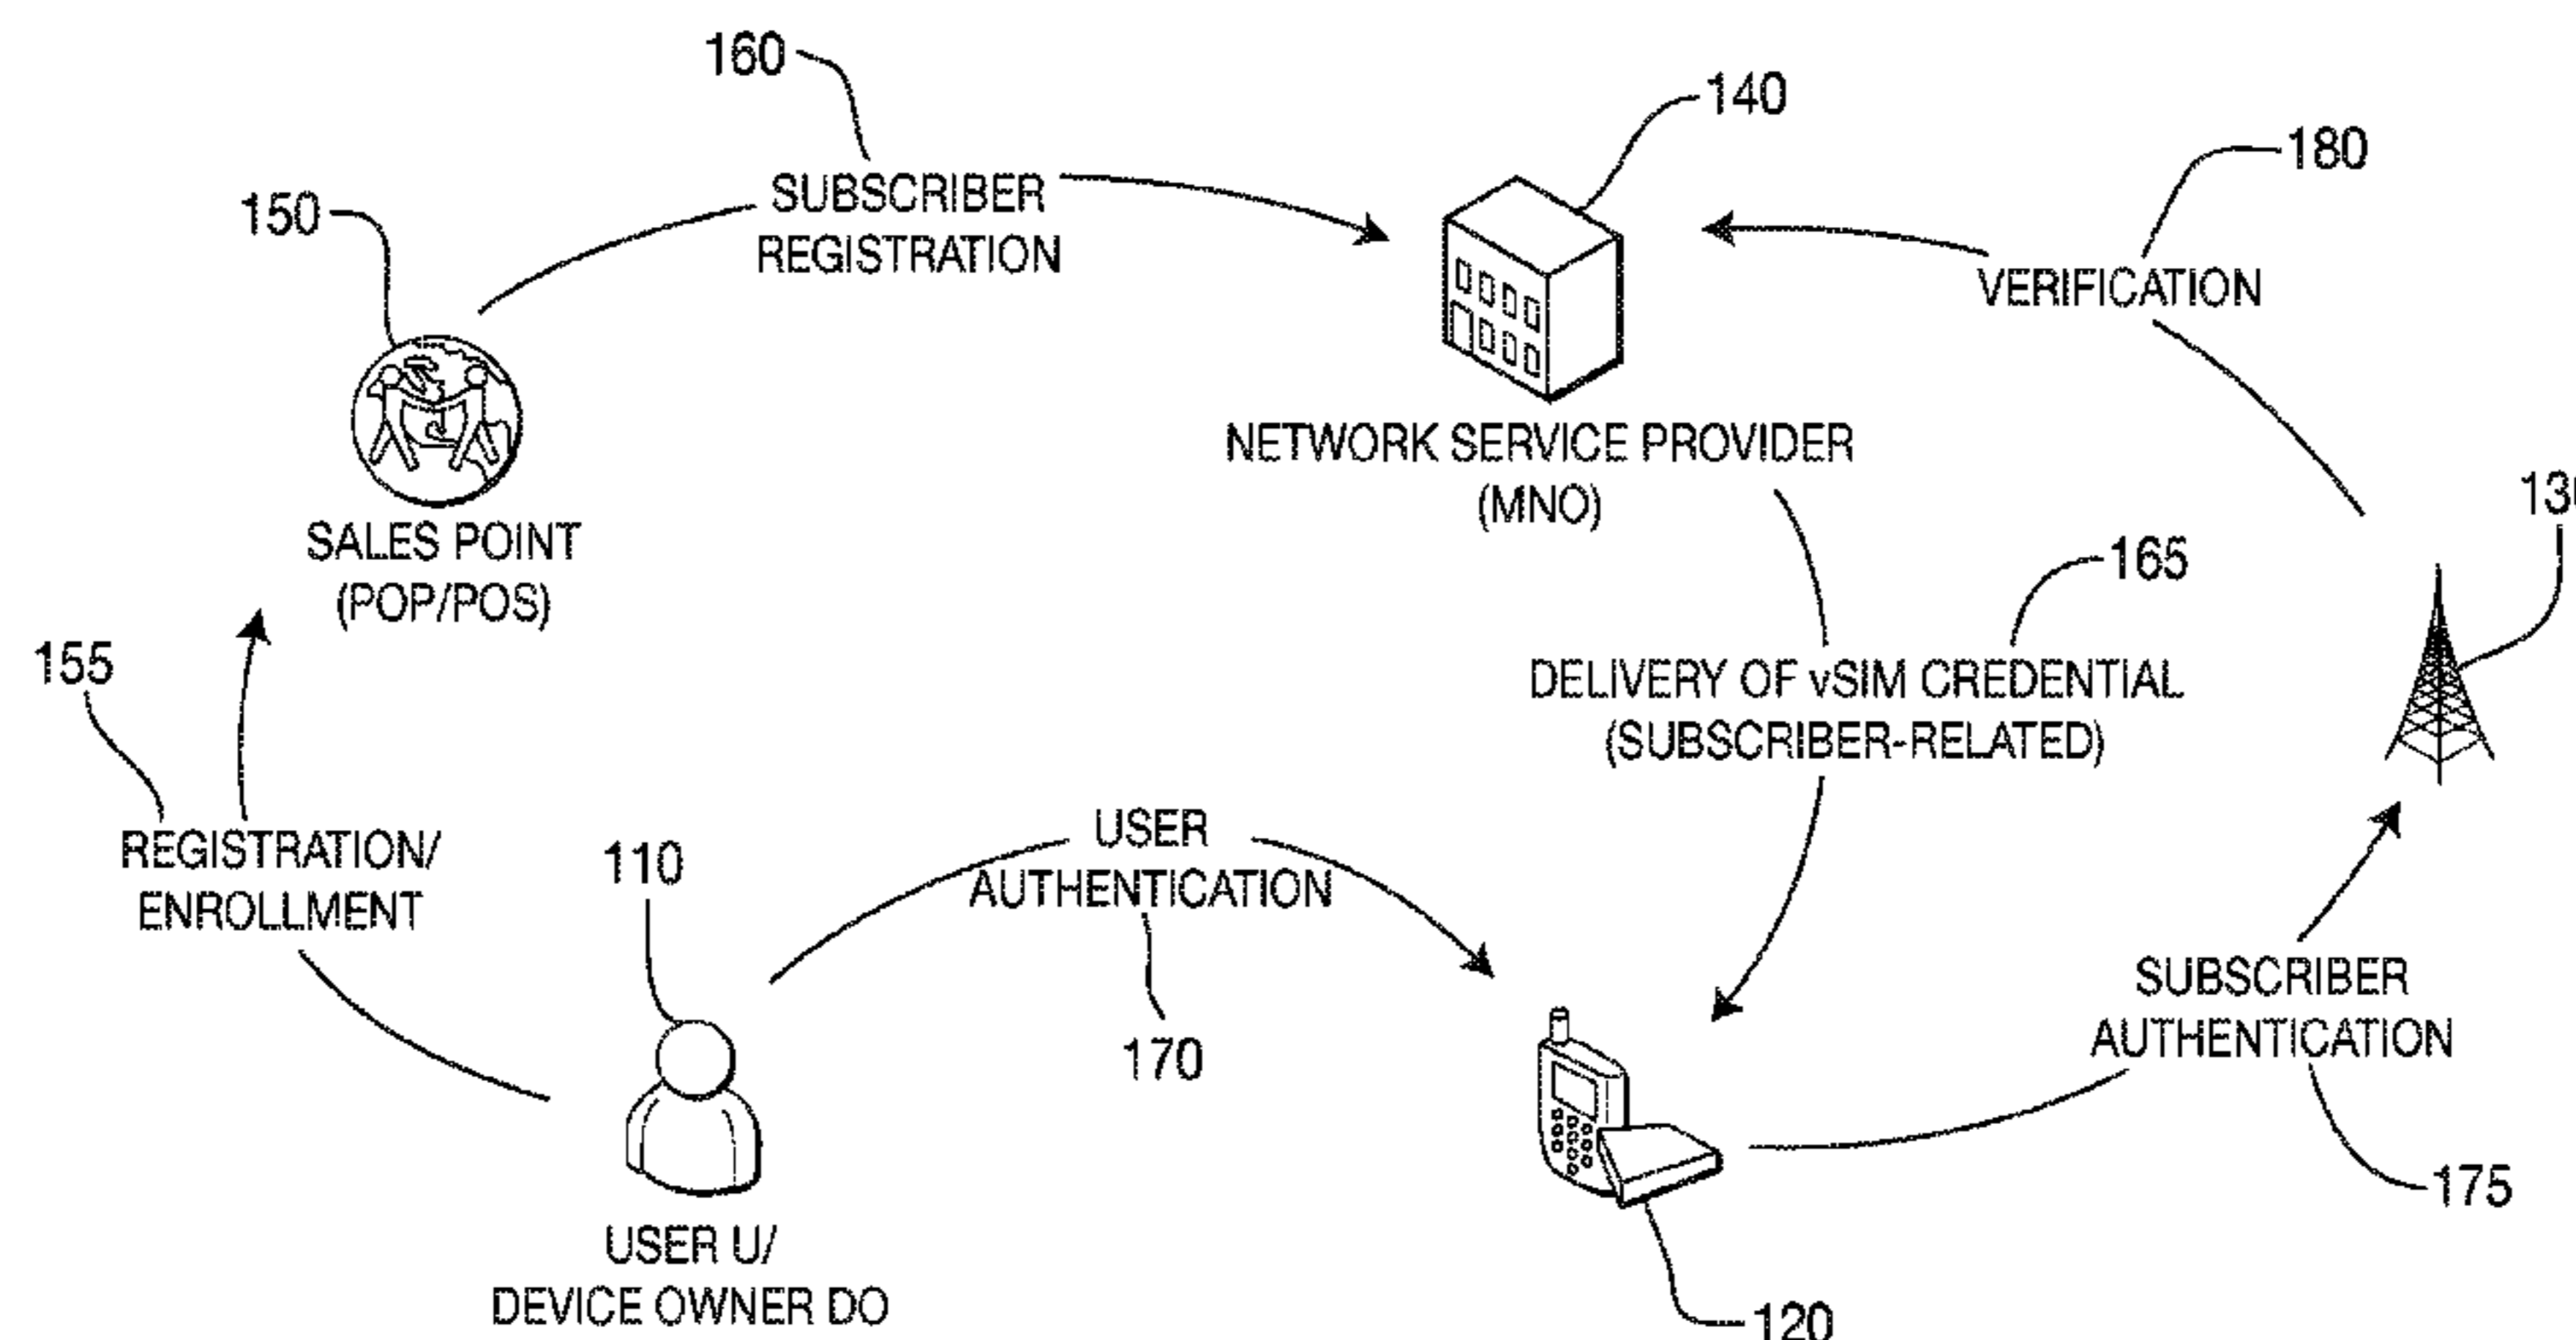 160
140
180
150
SUBSCRIBER
REGISTRATION
VERIFICATION
NETWORK SERVICE PROVIDER
(MNO)
SALES POINT
(POP/POS)
165
155
DELIVERY OF vSIM CREDENTIAL
(SUBSCRIBER-RELATED)
REGISTRATION/
ENROLLMENT
110
USER
AUTHENTICATION
170
SUBSCRIBER
AUTHENTICATION
175
USER U/
DEVICE OWNER DO
120